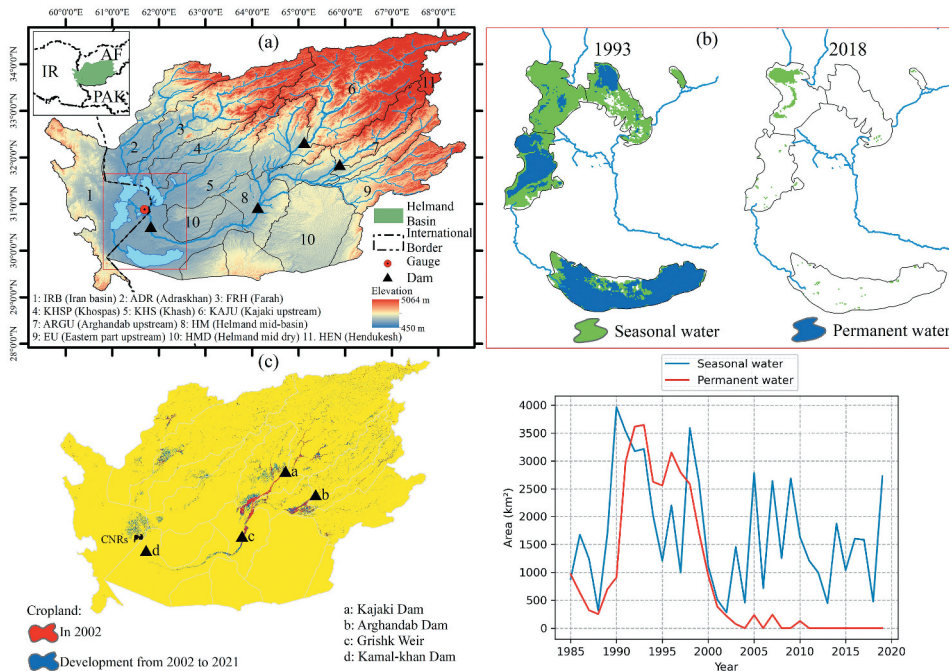 60°0'0"E 61°0'0"E 62°0'0"E 63°0'0"E 64°0'0"E 65°0'0"E 66°0'0"E 67°0'0"E 68°0'0"E
34°0'0"N
33°0'0"N
32°0'0"N
31°0'0"N
30°0'0"N
29°0'0"N
28°0'0"N
IR
AF
PAK
(a)
1
2
3
4
5
6
7
8
9
10
10
11
Helmand
Basin
International
Border
Gauge
Dam
Elevation
5064 m
450 m
1: IRB (Iran basin) 2: ADR (Adraskhan) 3: FRH (Farah)
4: KHSP (Khospas) 5: KHS (Khash) 6: KAJU (Kajaki upstream)
7: ARGU (Arghandab upstream) 8: HM (Helmand mid-basin)
9: EU (Eastern part upstream) 10: HMD (Helmand mid dry) 11. HEN (Hendukesh)
(b)
1993
2018
Seasonal water
Permanent water
(c)
a
b
c
d
CNRs
Cropland:
In 2002
Development from 2002 to 2021
a: Kajaki Dam
b: Arghandab Dam
c: Grishk Weir
d: Kamal-khan Dam
Seasonal water
Permanent water
Area (km²)
4000
3500
3000
2500
2000
1500
1000
500
0
1985 1990 1995 2000 2005 2010 2015 2020
Year